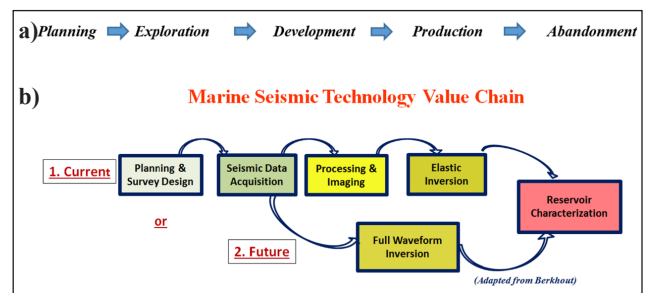 a) Planning Exploration Development Production Abandonment
b) Marine Seismic Technology Value Chain
1. Current
Planning &
Survey Design
Seismic Data
Acquisition
Processing &
Imaging
Elastic
Inversion
Reservoir
Characterization
or
2. Future
Full Waveform
Inversion
(Adapted from Berkhout)